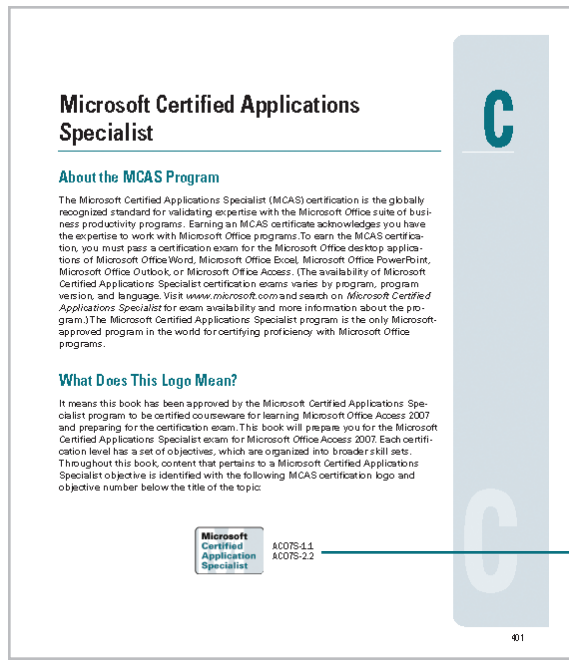 Microsoft Certified Applications
Specialist
C
About the MCAS Program
The Microsoft Certified Applications Specialist (MCAS) certification is the globally
recognized standard for validating expertise with the Microsoft Office suite of busi-
ness productivity programs. Earning an MCAS certificate acknowledges you have
the expertise to work with Microsoft Office programs. To earn the MCAS certifica-
tion, you must pass a certification exam for the Microsoft Office desktop applica-
tions of Microsoft Office Word, Microsoft Office Excel, Microsoft Office PowerPoint,
Microsoft Office Outlook, or Microsoft Office Access. (The availability of Microsoft
Certified Applications Specialist certification exams varies by program, program
version, and language. Visit www.microsoft.com and search on Microsoft Certified
Applications Specialist for exam availability and more information about the pro-
gram.) The Microsoft Certified Applications Specialist program is the only Microsoft-
approved program in the world for certifying proficiency with Microsoft Office
programs.
What Does This Logo Mean?
It means this book has been approved by the Microsoft Certified Applications Spe-
cialist program to be certified courseware for learning Microsoft Office Access 2007
and preparing for the certification exam. This book will prepare you for the Microsoft
Certified Applications Specialist exam for Microsoft Office Access 2007. Each certifi-
cation level has a set of objectives, which are organized into broader skill sets.
Throughout this book, content that pertains to a Microsoft Certified Applications
Specialist objective is identified with the following MCAS certification logo and
objective number below the title of the topic:
Microsoft
Certified
Application
Specialist
AC07S-1.1
AC07S-2.2
C
401